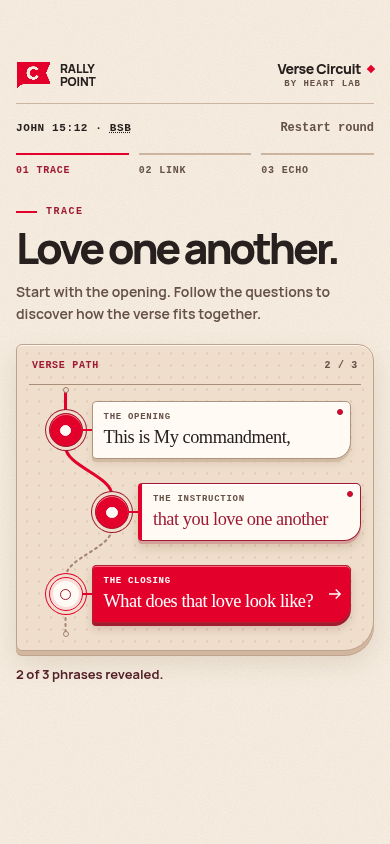 C
RALLY
POINT
Verse Circuit
BY HEART LAB
JOHN 15:12 · BSB
Restart round
01 TRACE
02 LINK
03 ECHO
TRACE
Love one another.
Start with the opening. Follow the questions to
discover how the verse fits together.
VERSE PATH
2 / 3
THE OPENING
This is My commandment,
THE INSTRUCTION
that you love one another
THE CLOSING
What does that love look like?
2 of 3 phrases revealed.